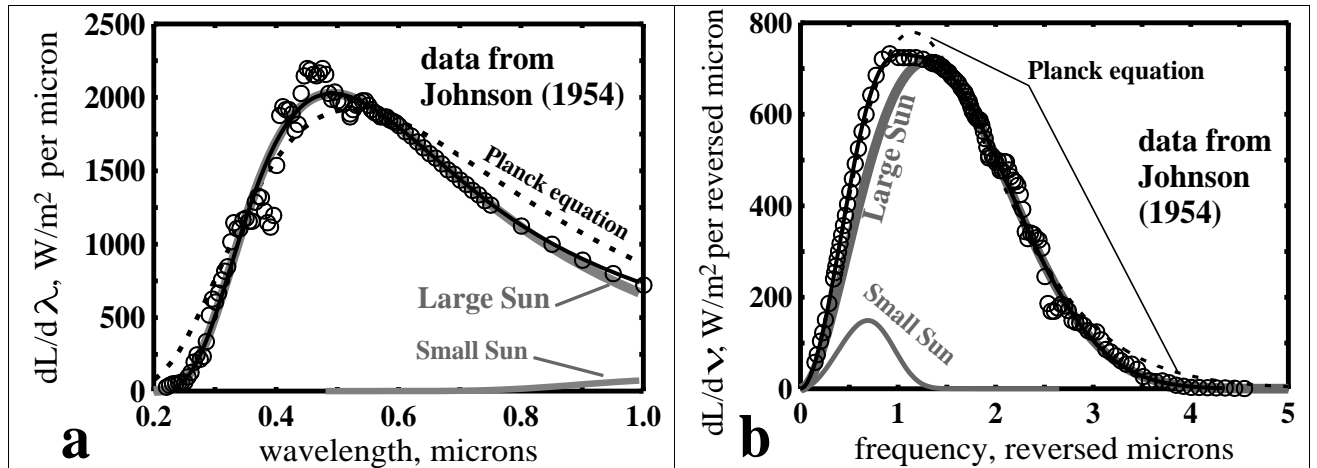 2500
2000
1500
1000
500
0
dL/dλ, W/m² per micron
data from
Johnson (1954)
Planck equation
Large Sun
Small Sun
0.2
0.4
0.6
0.8
1.0
wavelength, microns
a
800
600
400
200
0
dL/dν, W/m² per reversed micron
Planck equation
data from
Johnson
(1954)
Large Sun
Small Sun
0
1
2
3
4
5
frequency, reversed microns
b